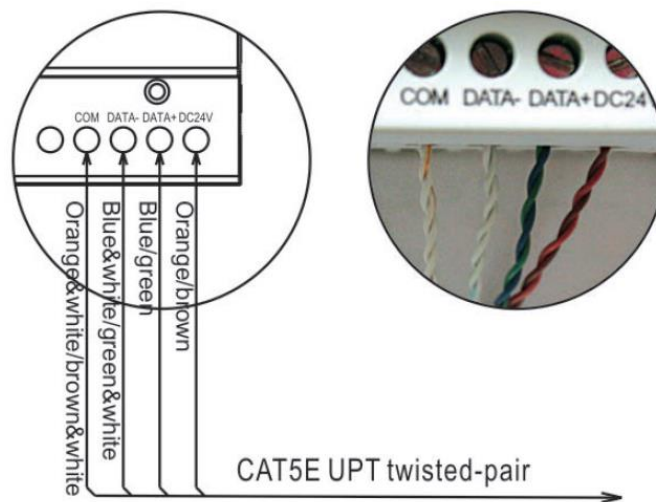 COM DATA- DATA+ DC24V
COM DATA- DATA+ DC24V
Orange&white/brown&white
Blue&white/green&white
Blue/green
Orange/brown
CAT5E UPT twisted-pair